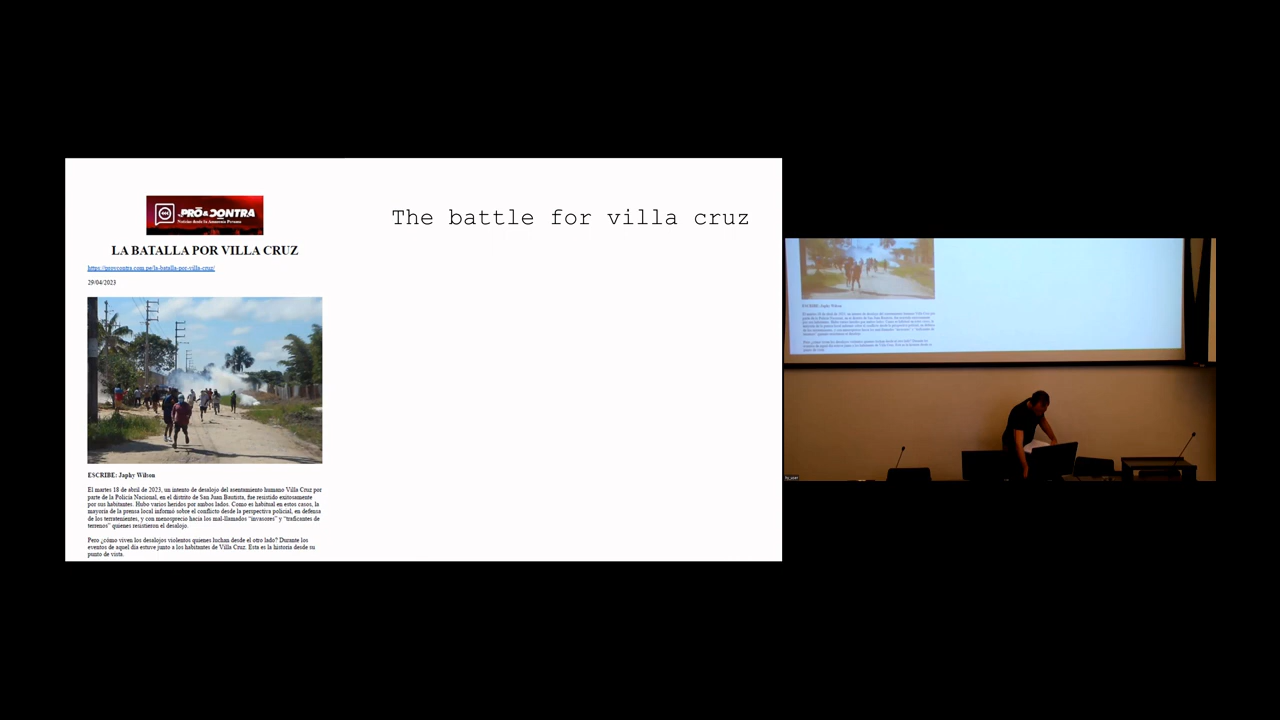 PRO & CONTRA
Noticias desde la Amazonía Peruana
The battle for villa cruz
LA BATALLA POR VILLA CRUZ
https://proycontra.com.pe/la-batalla-por-villa-cruz/
29/04/2023
ESCRIBE: Japhy Wilson
El martes 18 de abril de 2023, un intento de desalojo del asentamiento humano Villa Cruz por
parte de la Policía Nacional, en el distrito de San Juan Bautista, fue resistido exitosamente
por sus habitantes. Hubo varios heridos por ambos lados. Como es habitual en estos casos, la
mayoría de la prensa local informó sobre el conflicto desde la perspectiva policial, en defensa
de los terratenientes, y con menosprecio hacia los mal-llamados “invasores” y “traficantes de
terrenos” quienes resistieron el desalojo.
Pero ¿cómo viven los desalojos violentos quienes luchan desde el otro lado? Durante los
eventos de aquel día estuve junto a los habitantes de Villa Cruz. Esta es la historia desde su
punto de vista.